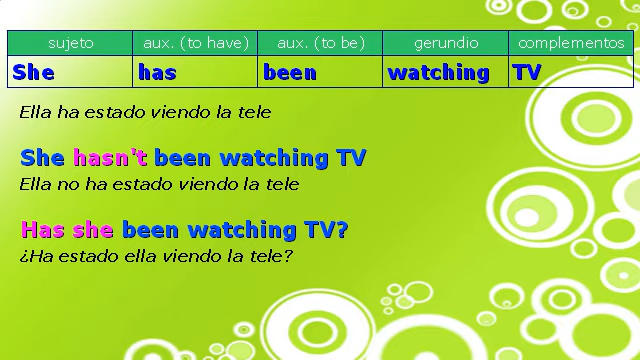 sujeto aux. (to have) aux. (to be) gerundio complementos
She has been watching TV
Ella ha estado viendo la tele
She hasn't been watching TV
Ella no ha estado viendo la tele
Has she been watching TV?
¿Ha estado ella viendo la tele?